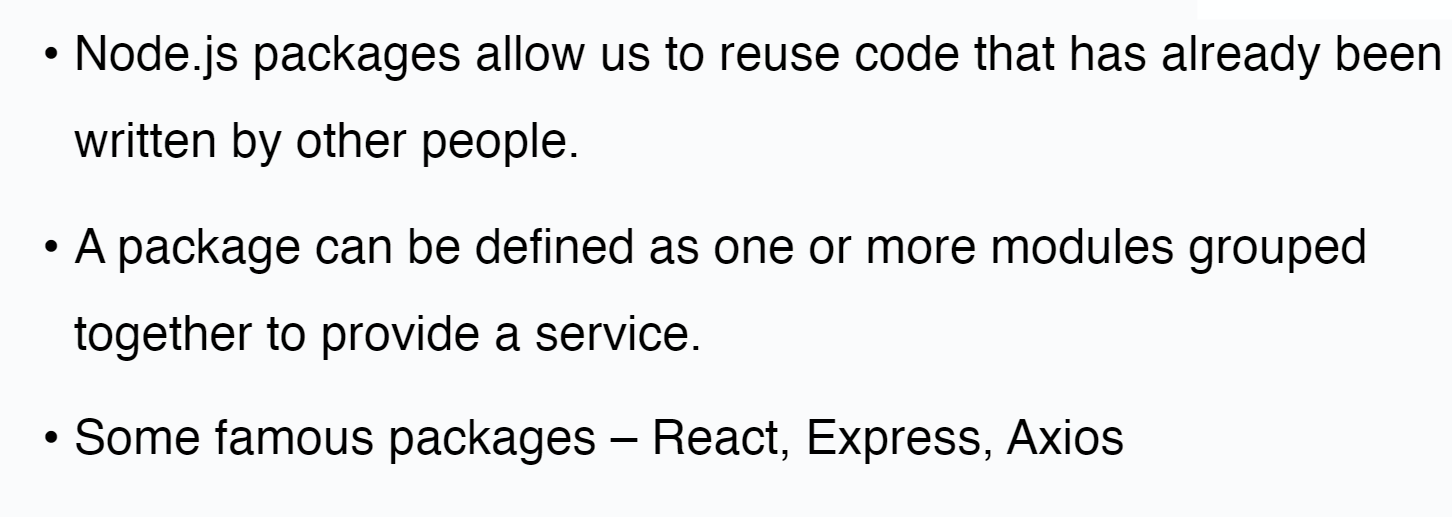 • Node.js packages allow us to reuse code that has already been
written by other people.
• A package can be defined as one or more modules grouped
together to provide a service.
• Some famous packages – React, Express, Axios